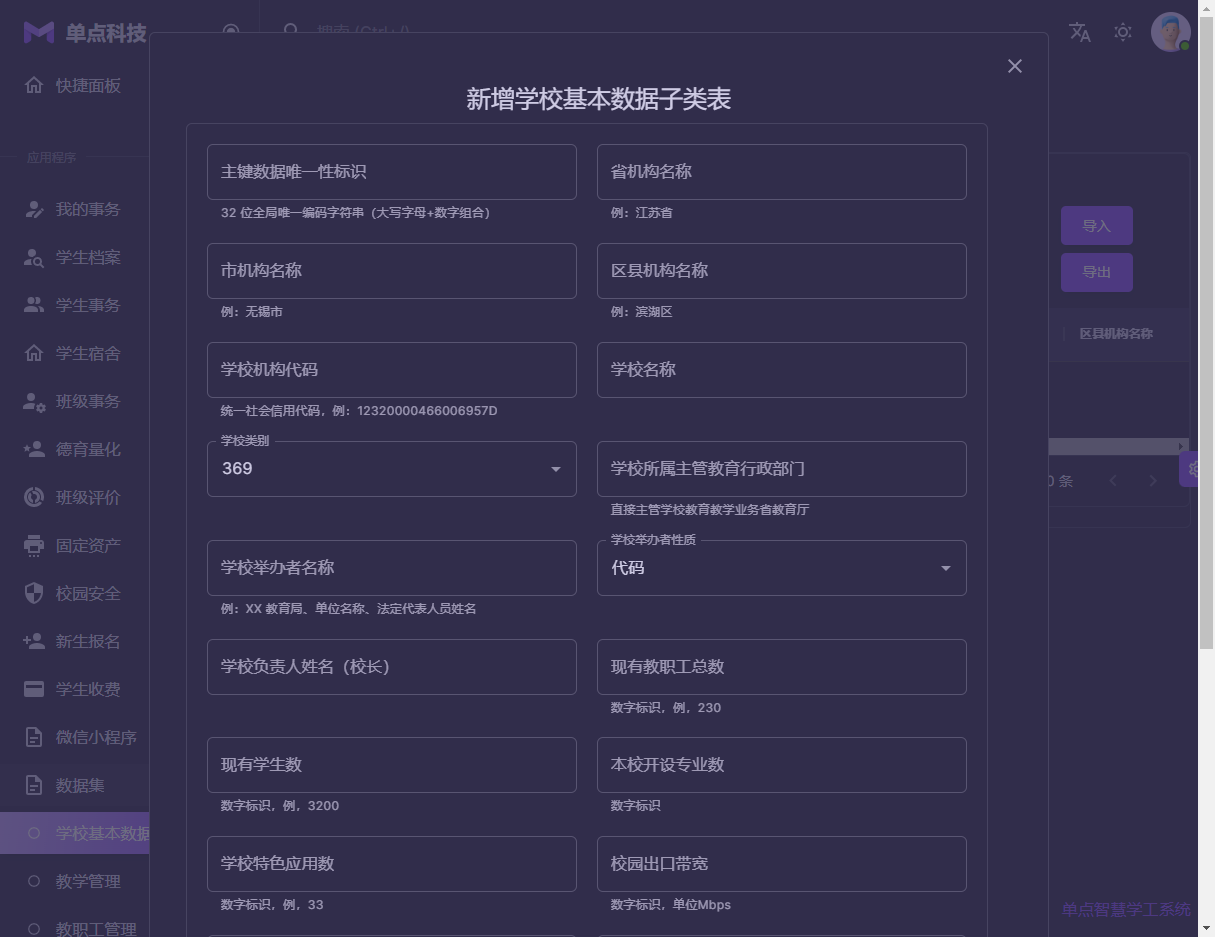 单点科技
搜索 (Ctrl+/)
快捷面板
应用程序
我的事务
学生档案
学生事务
学生宿舍
班级事务
德育量化
班级评价
固定资产
校园安全
新生报名
学生收费
微信小程序
数据集
学校基本数据
教学管理
教职工管理
新增学校基本数据子类表
主键数据唯一性标识
32 位全局唯一编码字符串（大写字母+数字组合）
省机构名称
例：江苏省
市机构名称
例：无锡市
区县机构名称
例：滨湖区
学校机构代码
统一社会信用代码，例：12320000466006957D
学校名称
学校类别
369
学校所属主管教育行政部门
直接主管学校教育教学业务省教育厅
学校举办者名称
例：XX 教育局、单位名称、法定代表人员姓名
学校举办者性质
代码
学校负责人姓名（校长）
现有教职工总数
数字标识，例，230
现有学生数
数字标识，例，3200
本校开设专业数
数字标识
学校特色应用数
数字标识，例，33
校园出口带宽
数字标识，单位Mbps
导入
导出
区县机构名称
0 条
单点智慧学工系统